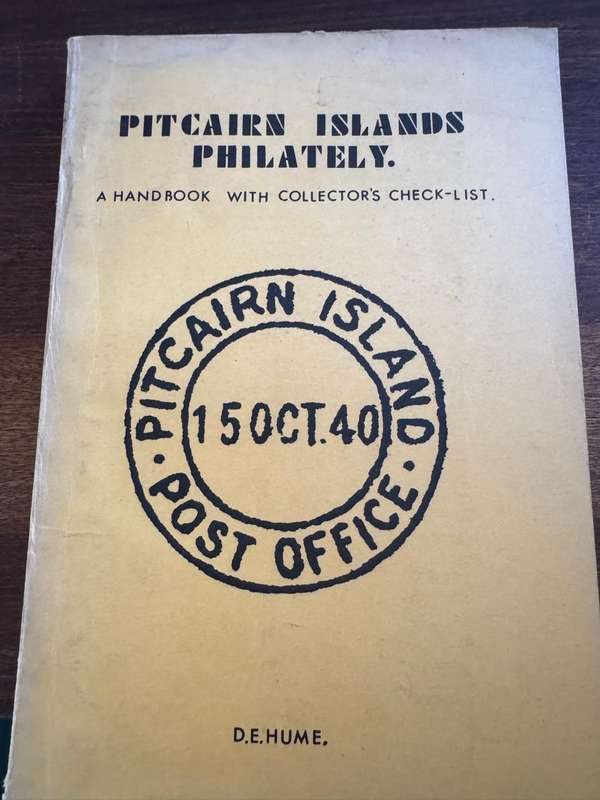 PITCAIRN ISLANDS
PHILATELY.
A HANDBOOK WITH COLLECTOR'S CHECK-LIST.
PITCAIRN ISLAND
15 OCT. 40
· POST OFFICE ·
D.E.HUME.